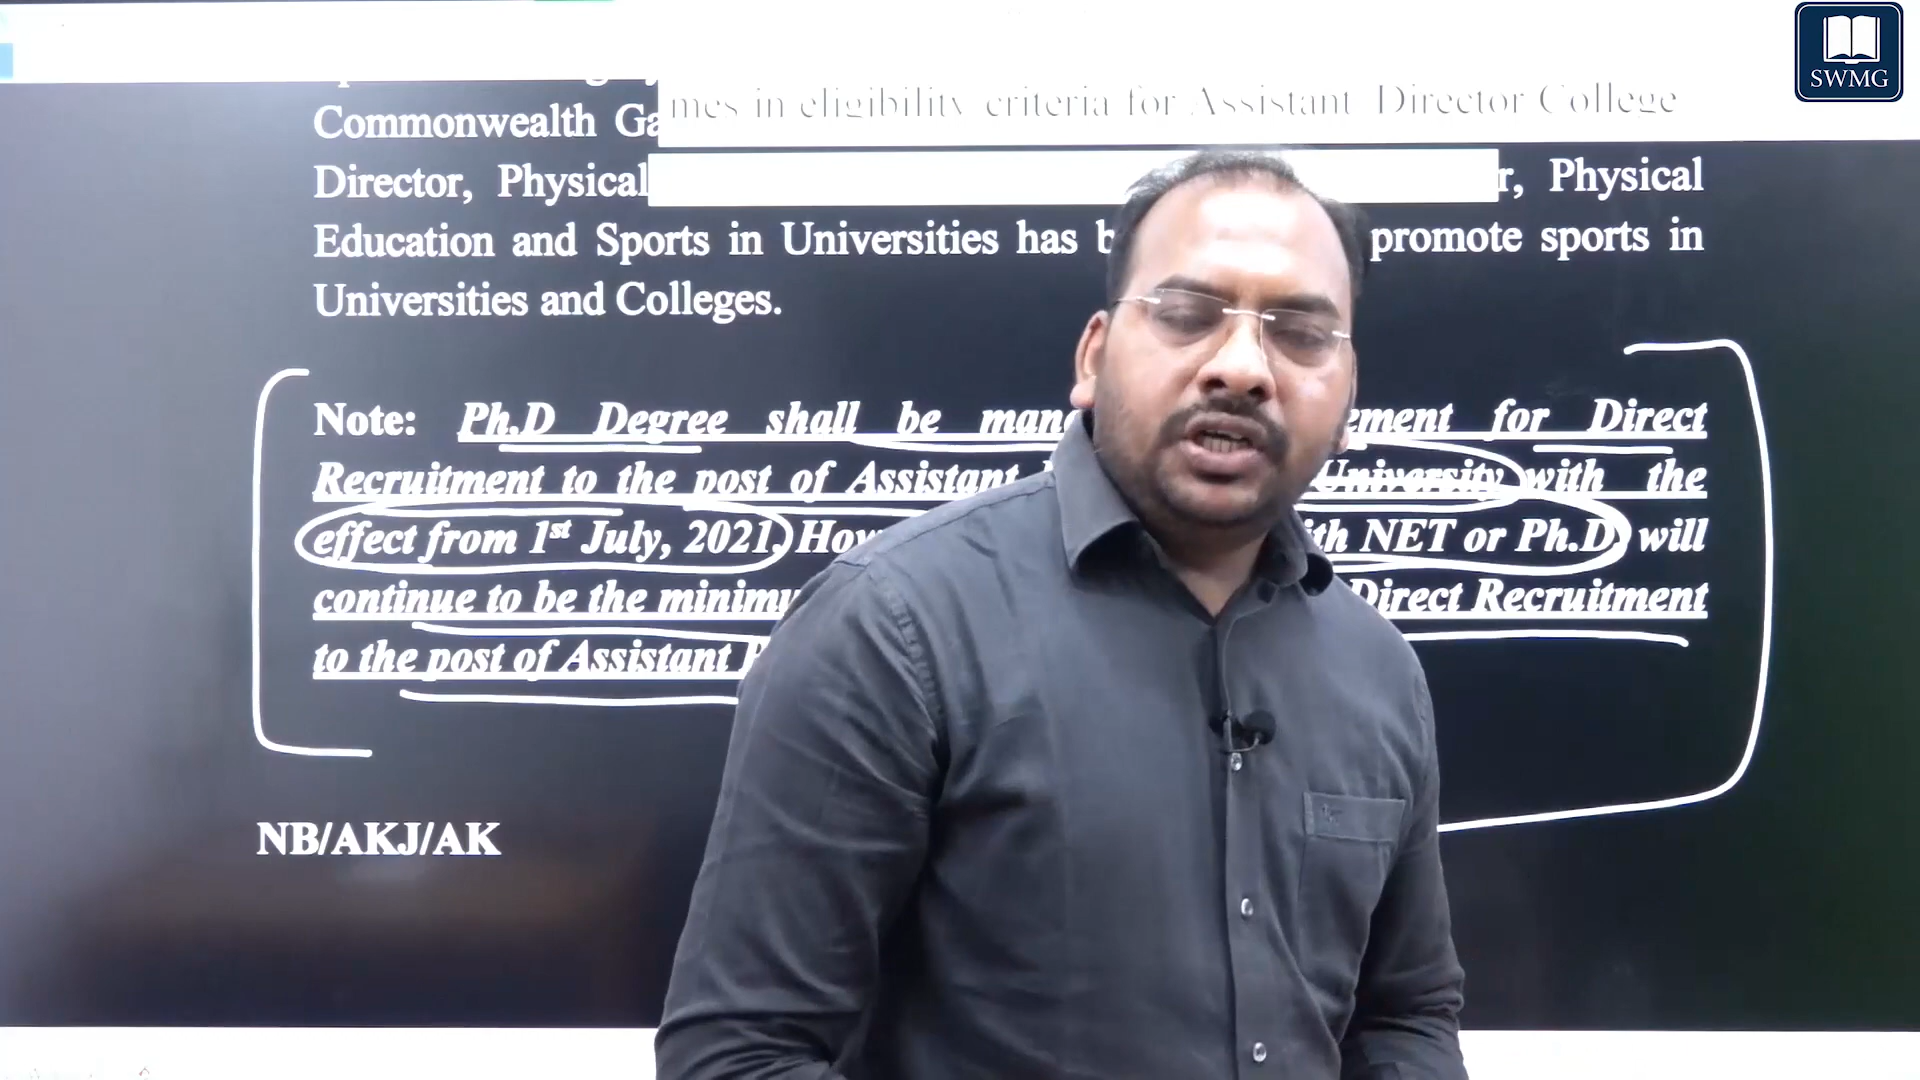 SWMG
mes in eligibility criteria for Assistant Director College
Commonwealth Ga
Director, Physical r, Physical
Education and Sports in Universities has b promote sports in
Universities and Colleges.
Note: Ph.D Degree shall be man ement for Direct
Recruitment to the post of Assistant University with the
effect from 1st July, 2021. How ith NET or Ph.D. will
continue to be the minimu Direct Recruitment
to the post of Assistant P
NB/AKJ/AK